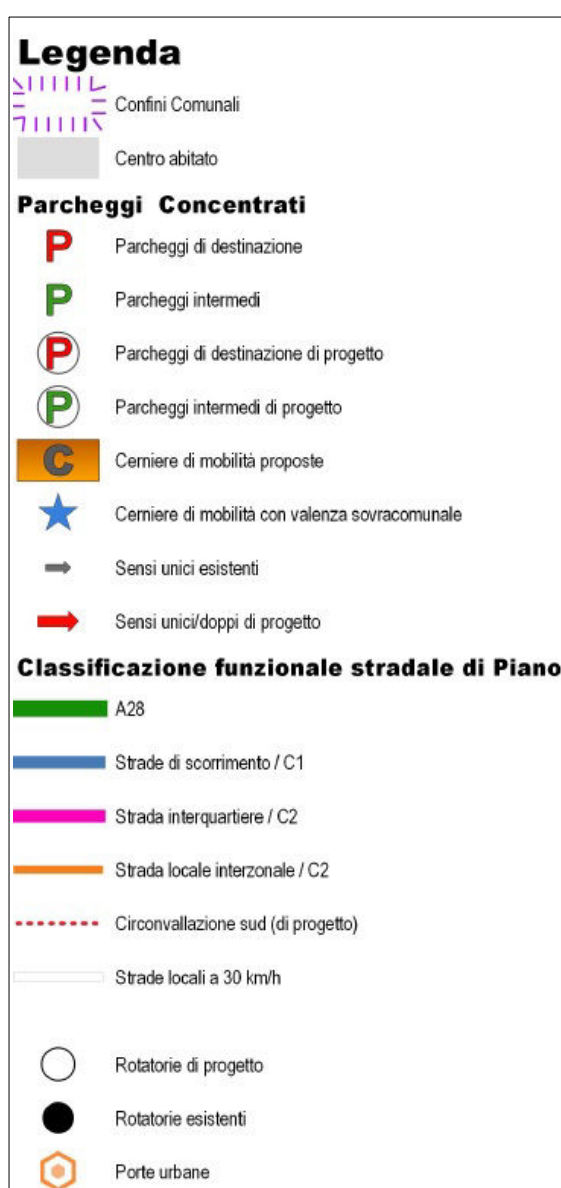 Legenda
Confini Comunali
Centro abitato
Parcheggi Concentrati
P Parcheggi di destinazione
P Parcheggi intermedi
P Parcheggi di destinazione di progetto
P Parcheggi intermedi di progetto
C Cerniere di mobilità proposte
Cerniere di mobilità con valenza sovracomunale
Sensi unici esistenti
Sensi unici/doppi di progetto
Classificazione funzionale stradale di Piano
A28
Strade di scorrimento / C1
Strada interquartiere / C2
Strada locale interzonale / C2
Circonvallazione sud (di progetto)
Strade locali a 30 km/h
Rotatorie di progetto
Rotatorie esistenti
Porte urbane